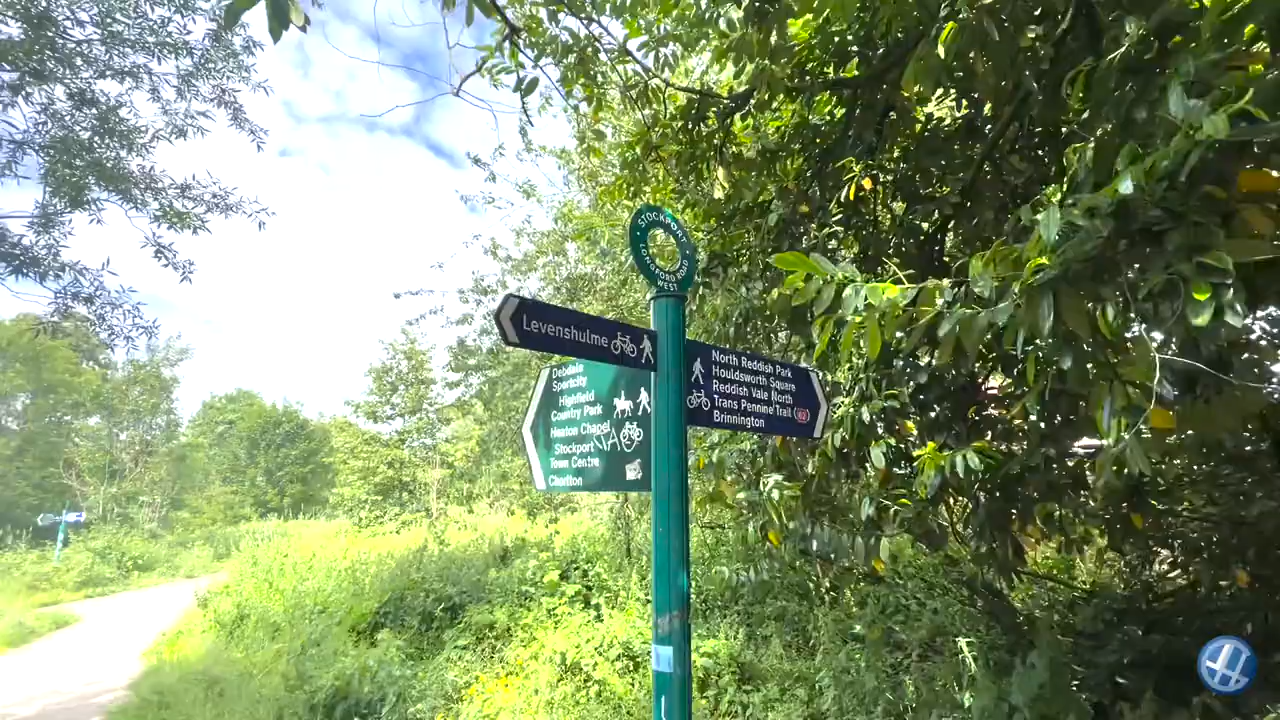 STOCKPORT
LONGFORD ROAD
WEST
Levenshulme
Debdale
Sportcity
Highfield
Country Park
Heaton Chapel
Stockport
Town Centre
Chorlton
North Reddish Park
Houldsworth Square
Reddish Vale North
Trans Pennine Trail (62)
Brinnington